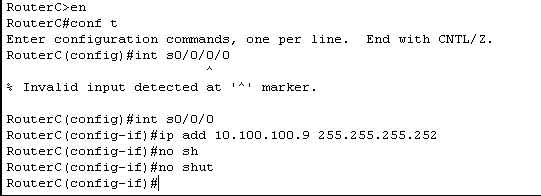 RouterC>en
RouterC#conf t
Enter configuration commands, one per line.  End with CNTL/Z.
RouterC(config)#int s0/0/0/0
                          ^
% Invalid input detected at '^' marker.

RouterC(config)#int s0/0/0
RouterC(config-if)#ip add 10.100.100.9 255.255.255.252
RouterC(config-if)#no sh
RouterC(config-if)#no shut
RouterC(config-if)#